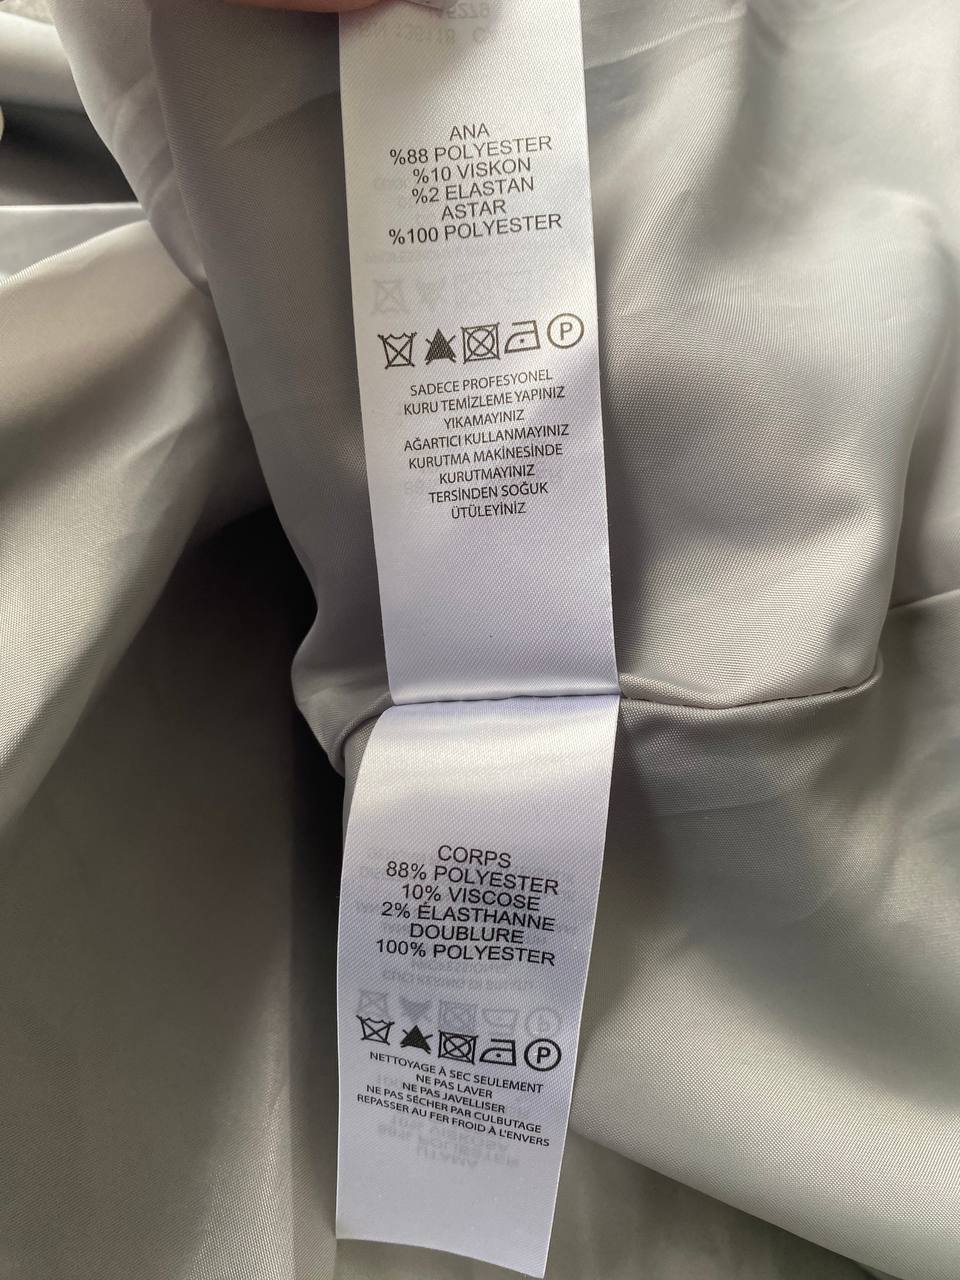 ANA
%88 POLYESTER
%10 VISKON
%2 ELASTAN
ASTAR
%100 POLYESTER
P
SADECE PROFESYONEL
KURU TEMİZLEME YAPINIZ
YIKAMAYINIZ
AĞARTICI KULLANMAYINIZ
KURUTMA MAKİNESİNDE
KURUTMAYINIZ
TERSİNDEN SOĞUK
ÜTÜLEYİNİZ
CORPS
88% POLYESTER
10% VISCOSE
2% ÉLASTHANNE
DOUBLURE
100% POLYESTER
P
NETTOYAGE À SEC SEULEMENT
NE PAS LAVER
NE PAS JAVELLISER
NE PAS SÉCHER PAR CULBUTAGE
REPASSER AU FER FROID À L'ENVERS